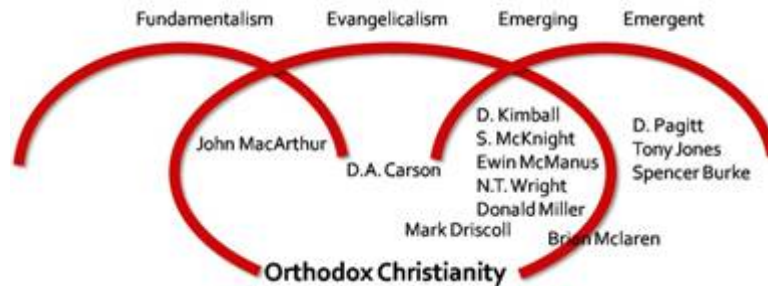 Fundamentalism Evangelicalism Emerging Emergent
John MacArthur
D.A. Carson
D. Kimball
S. McKnight
Ewin McManus
N.T. Wright
Donald Miller
Mark Driscoll
D. Pagitt
Tony Jones
Spencer Burke
Brian Mclaren
Orthodox Christianity